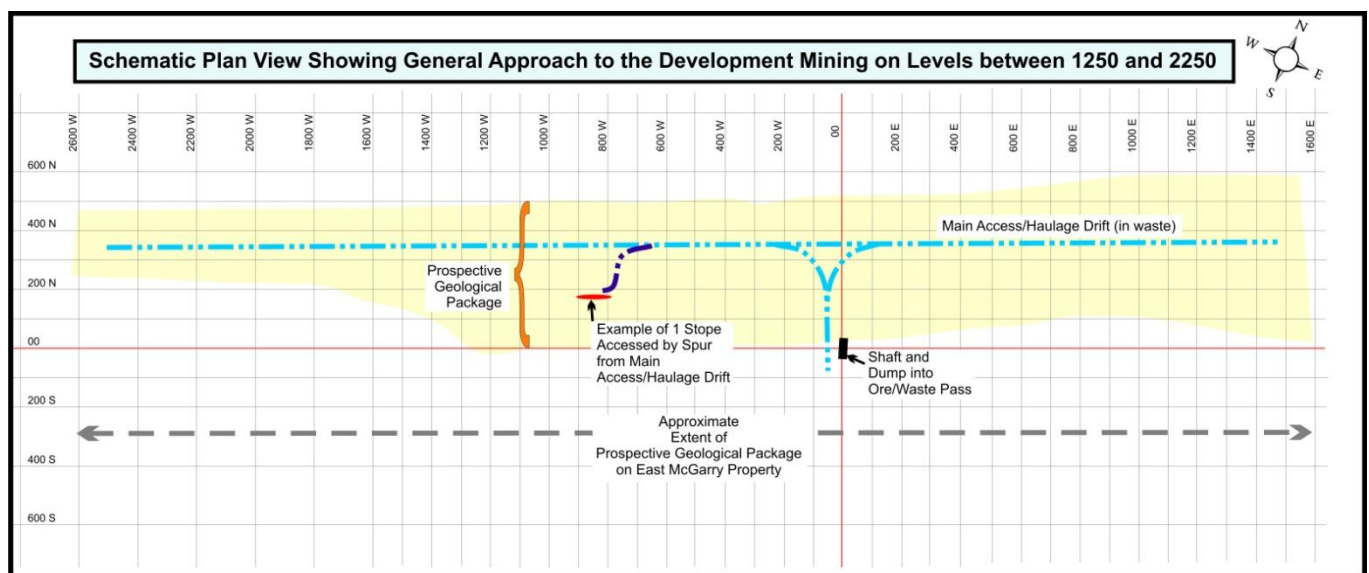 Schematic Plan View Showing General Approach to the Development Mining on Levels between 1250 and 2250
N
W
E
S
2600 W
2400 W
2200 W
2000 W
1800 W
1600 W
1400 W
1200 W
1000 W
800 W
600 W
400 W
200 W
00
200 E
400 E
600 E
800 E
1000 E
1200 E
1400 E
1600 E
600 N
400 N
200 N
00
200 S
400 S
600 S
Main Access/Haulage Drift (in waste)
Prospective
Geological
Package
Example of 1 Stope
Accessed by Spur
from Main
Access/Haulage Drift
Shaft and
Dump into
Ore/Waste Pass
Approximate
Extent of
Prospective Geological Package
on East McGarry Property